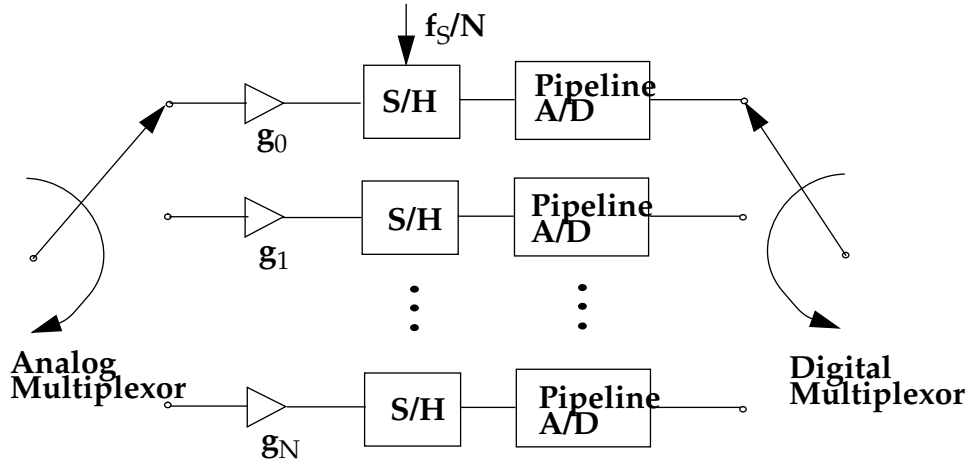 f_S/N
S/H
Pipeline
A/D
g_0
S/H
Pipeline
A/D
g_1
Analog
Multiplexor
Digital
Multiplexor
S/H
Pipeline
A/D
g_N